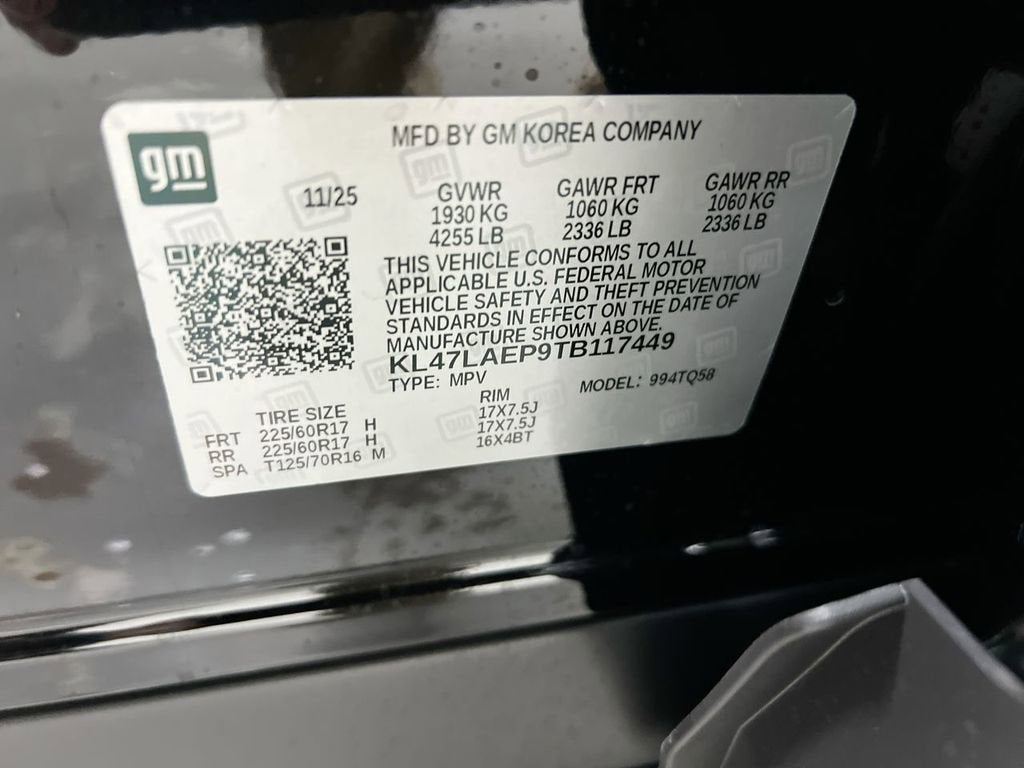 gm
MFD BY GM KOREA COMPANY
11/25
GVWR GAWR FRT GAWR RR
1930 KG 1060 KG 1060 KG
4255 LB 2336 LB 2336 LB
THIS VEHICLE CONFORMS TO ALL
APPLICABLE U.S. FEDERAL MOTOR
VEHICLE SAFETY AND THEFT PREVENTION
STANDARDS IN EFFECT ON THE DATE OF
MANUFACTURE SHOWN ABOVE.
KL47LAEP9TB117449
TYPE: MPV MODEL: 994TQ58
TIRE SIZE RIM
FRT 225/60R17 H 17X7.5J
RR 225/60R17 H 17X7.5J
SPA T125/70R16 M 16X4BT